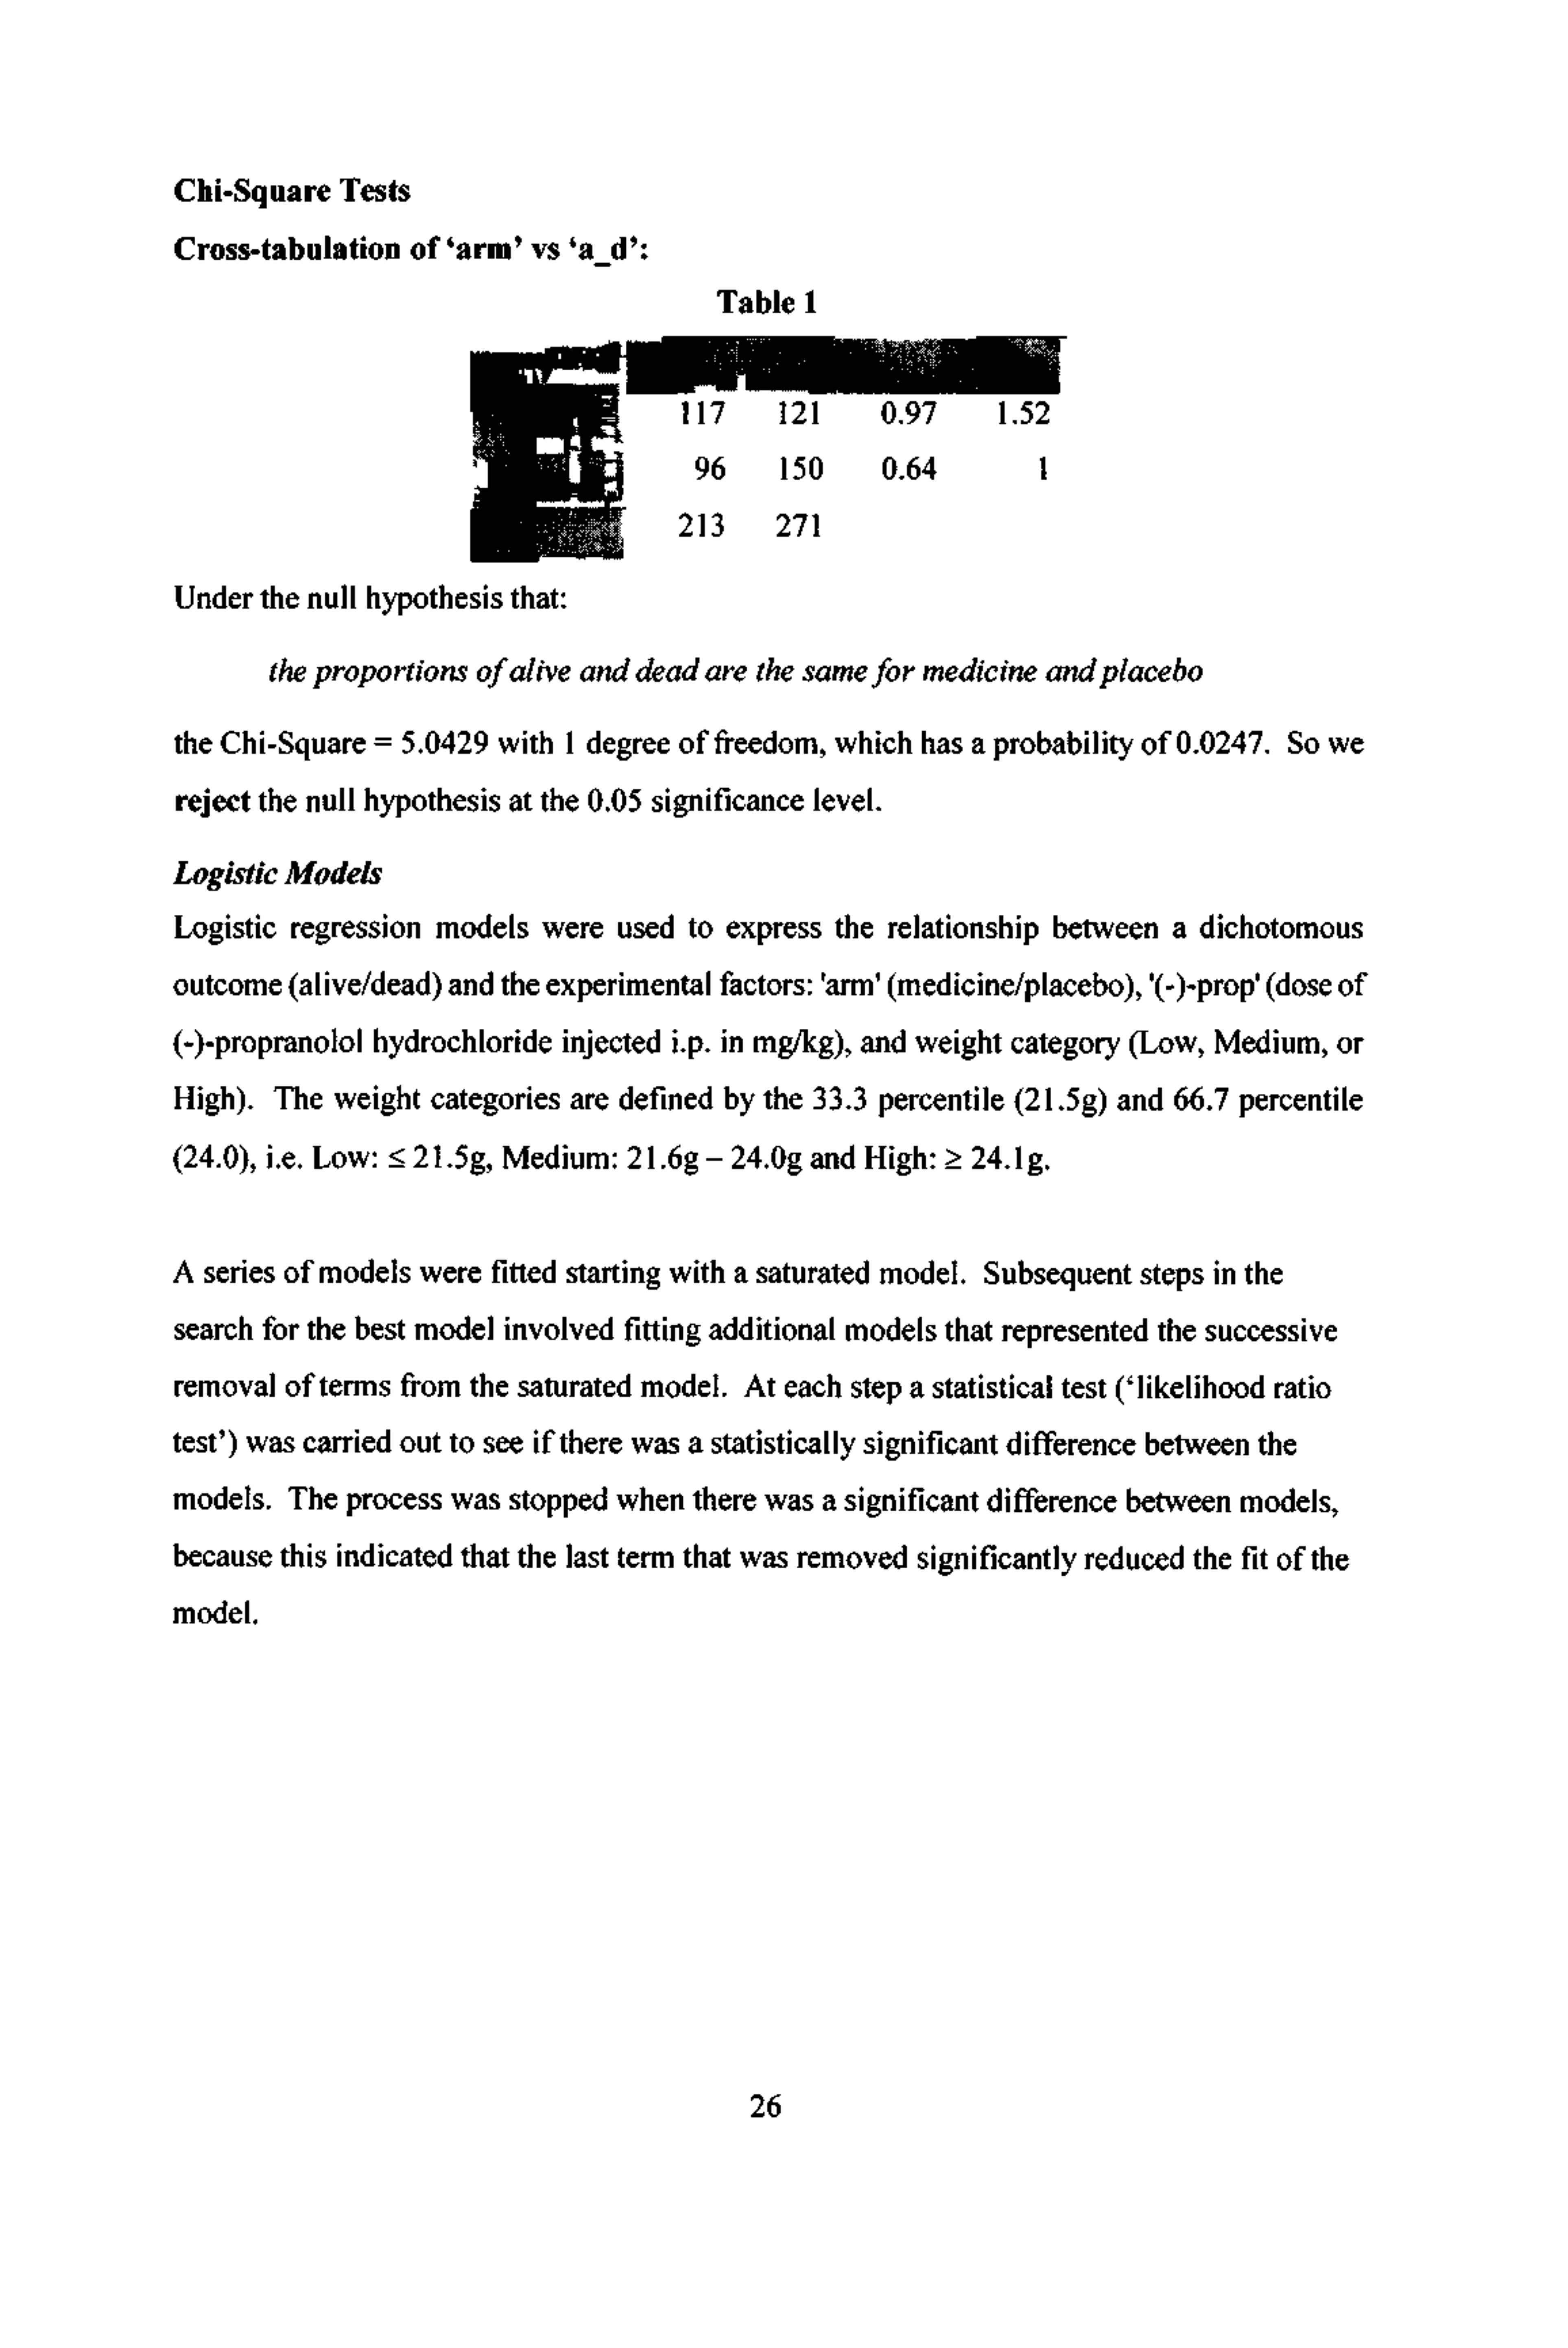 Chi-Square Tests
Cross-tabulation of ‘arm’ vs ‘a_d’:
Table 1
117 121 0.97 1.52
96 150 0.64 1
213 271
Under the null hypothesis that:
the proportions of alive and dead are the same for medicine and placebo
the Chi-Square = 5.0429 with 1 degree of freedom, which has a probability of 0.0247. So we
reject the null hypothesis at the 0.05 significance level.
Logistic Models
Logistic regression models were used to express the relationship between a dichotomous
outcome (alive/dead) and the experimental factors: 'arm' (medicine/placebo), '(-)-prop' (dose of
(-)-propranolol hydrochloride injected i.p. in mg/kg), and weight category (Low, Medium, or
High). The weight categories are defined by the 33.3 percentile (21.5g) and 66.7 percentile
(24.0), i.e. Low: ≤ 21.5g, Medium: 21.6g – 24.0g and High: ≥ 24.1g.
A series of models were fitted starting with a saturated model. Subsequent steps in the
search for the best model involved fitting additional models that represented the successive
removal of terms from the saturated model. At each step a statistical test (‘likelihood ratio
test’) was carried out to see if there was a statistically significant difference between the
models. The process was stopped when there was a significant difference between models,
because this indicated that the last term that was removed significantly reduced the fit of the
model.
26